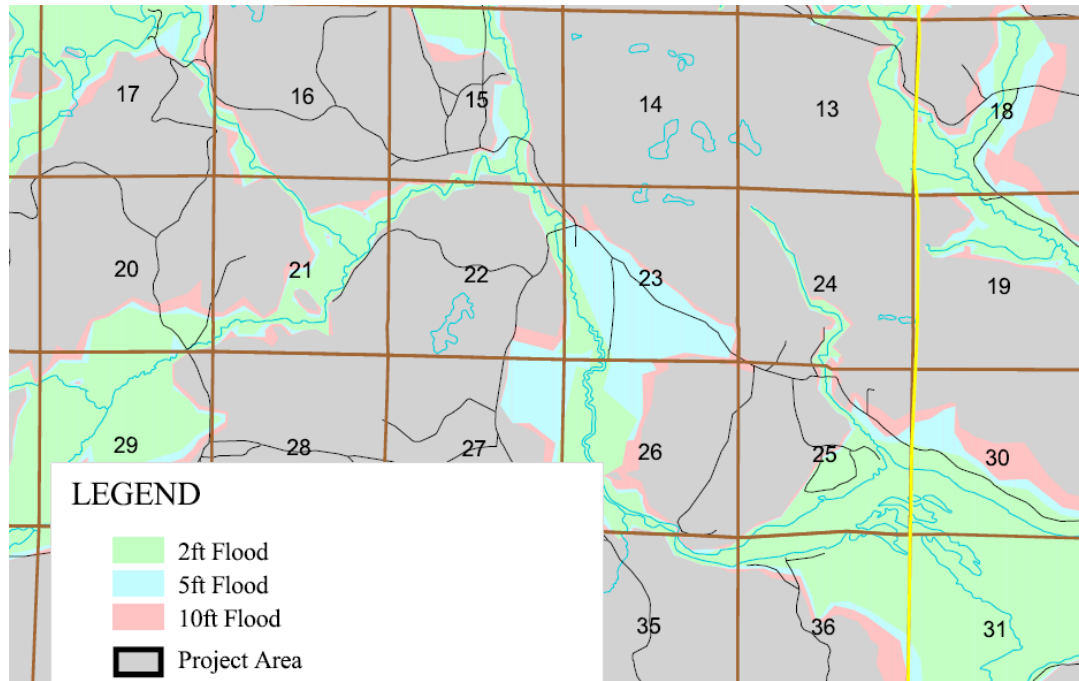 17 16 15 14 13 18
20 21 22 23 24 19
29 28 27 26 25 30
LEGEND
2ft Flood
5ft Flood
10ft Flood
Project Area
35 36 31